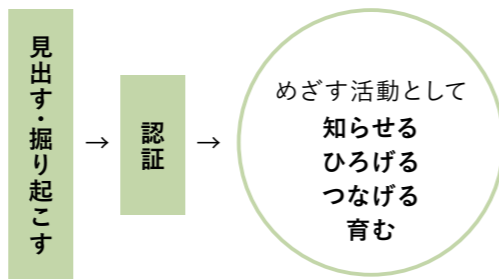 見出す・掘り起こす
→
認証
→
めざす活動として
知らせる
ひろげる
つなげる
育む